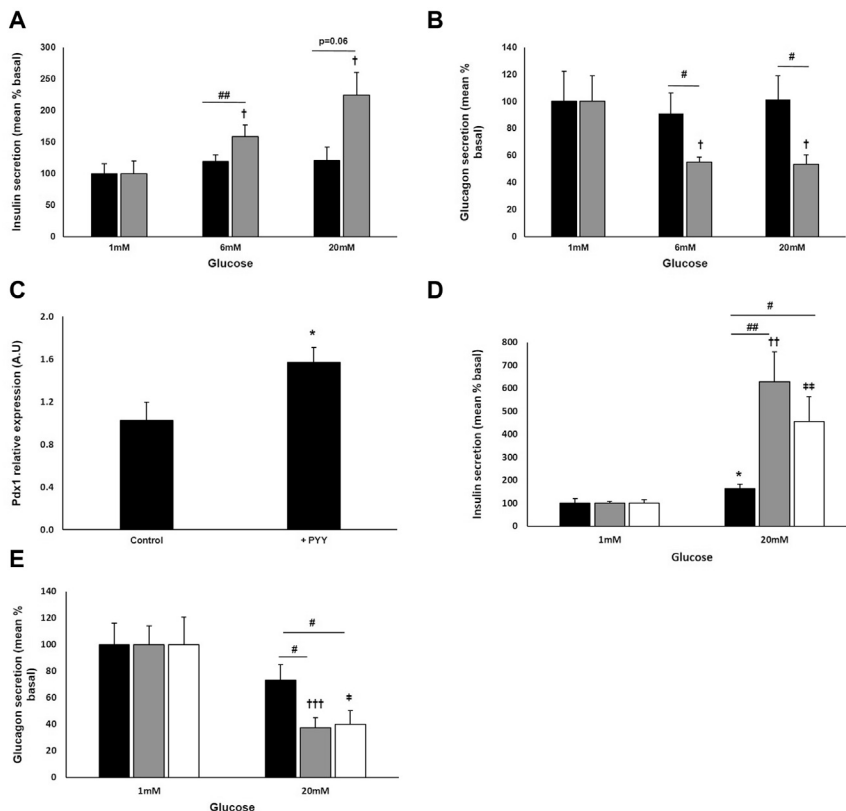 A
Insulin secretion (mean % basal)
300
250
200
150
100
50
0
##
†
p=0.06
†
1mM 6mM 20mM
Glucose
B
Glucagon secretion (mean %
basal)
140
120
100
80
60
40
20
0
#
†
#
†
1mM 6mM 20mM
Glucose
C
Pdx1 relative expression (A.U)
2.0
1.6
1.2
0.8
0.4
0.0
*
Control + PYY
D
Insulin secretion (mean % basal)
800
700
600
500
400
300
200
100
0
#
##
††
‡‡
*
1mM 20mM
Glucose
E
Glucagon secretion (mean %
basal)
140
120
100
80
60
40
20
0
#
#
†††
‡
1mM 20mM
Glucose